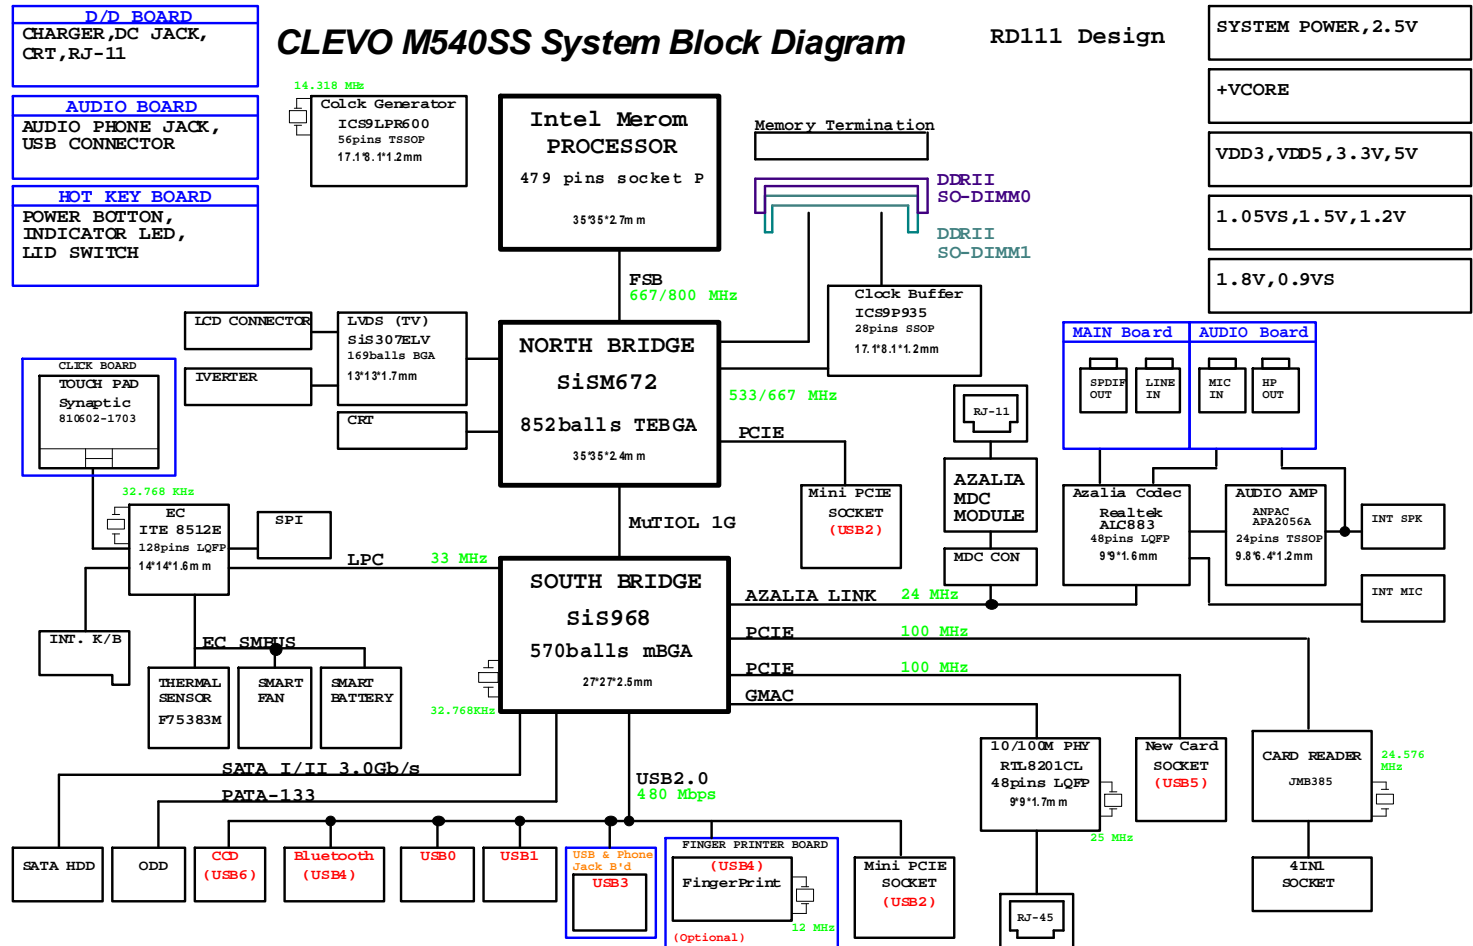 D/D BOARD
CHARGER,DC JACK,
CRT,RJ-11
AUDIO BOARD
AUDIO PHONE JACK,
USB CONNECTOR
HOT KEY BOARD
POWER BOTTON,
INDICATOR LED,
LID SWITCH
CLEVO M540SS System Block Diagram
RD111 Design
SYSTEM POWER,2.5V
+VCORE
VDD3,VDD5,3.3V,5V
1.05VS,1.5V,1.2V
1.8V,0.9VS
14.318 MHz
Colck Generator
ICS9LPR600
56pins TSSOP
17.1*8.1*1.2mm
Intel Merom
PROCESSOR
479 pins socket P
35*35*2.7mm
Memory Termination
DDRII
SO-DIMM0
DDRII
SO-DIMM1
FSB
667/800 MHz
Clock Buffer
ICS9P935
28pins SSOP
17.1*8.1*1.2mm
LCD CONNECTOR
IVERTER
LVDS (TV)
SiS307ELV
169balls BGA
13*13*1.7mm
CRT
NORTH BRIDGE
SiSM672
852balls TEBGA
35*35*2.4mm
533/667 MHz
PCIE
Mini PCIE
SOCKET
(USB2)
MAIN Board
AUDIO Board
SPDIF
OUT
LINE
IN
MIC
IN
HP
OUT
RJ-11
AZALIA
MDC
MODULE
MDC CON
Azalia Codec
Realtek
ALC883
48pins LQFP
9*9*1.6mm
AUDIO AMP
ANPAC
APA2056A
24pins TSSOP
9.8*6.4*1.2mm
INT SPK
INT MIC
CLICK BOARD
TOUCH PAD
Synaptic
810602-1703
32.768 KHz
EC
ITE 8512E
128pins LQFP
14*14*1.6mm
SPI
LPC
33 MHz
MuTIOL 1G
SOUTH BRIDGE
SiS968
570balls mBGA
27*27*2.5mm
32.768KHz
AZALIA LINK
24 MHz
PCIE
100 MHz
PCIE
100 MHz
GMAC
INT. K/B
EC SMBUS
THERMAL
SENSOR
F75383M
SMART
FAN
SMART
BATTERY
10/100M PHY
RTL8201CL
48pins LQFP
9*9*1.7mm
25 MHz
New Card
SOCKET
(USB5)
CARD READER
JMB385
24.576
MHz
SATA I/II 3.0Gb/s
PATA-133
USB2.0
480 Mbps
SATA HDD
ODD
CCD
(USB6)
Bluetooth
(USB4)
USB0
USB1
USB & Phone
Jack B'd
USB3
FINGER PRINTER BOARD
(USB4)
FingerPrint
12 MHz
(Optional)
Mini PCIE
SOCKET
(USB2)
RJ-45
4IN1
SOCKET